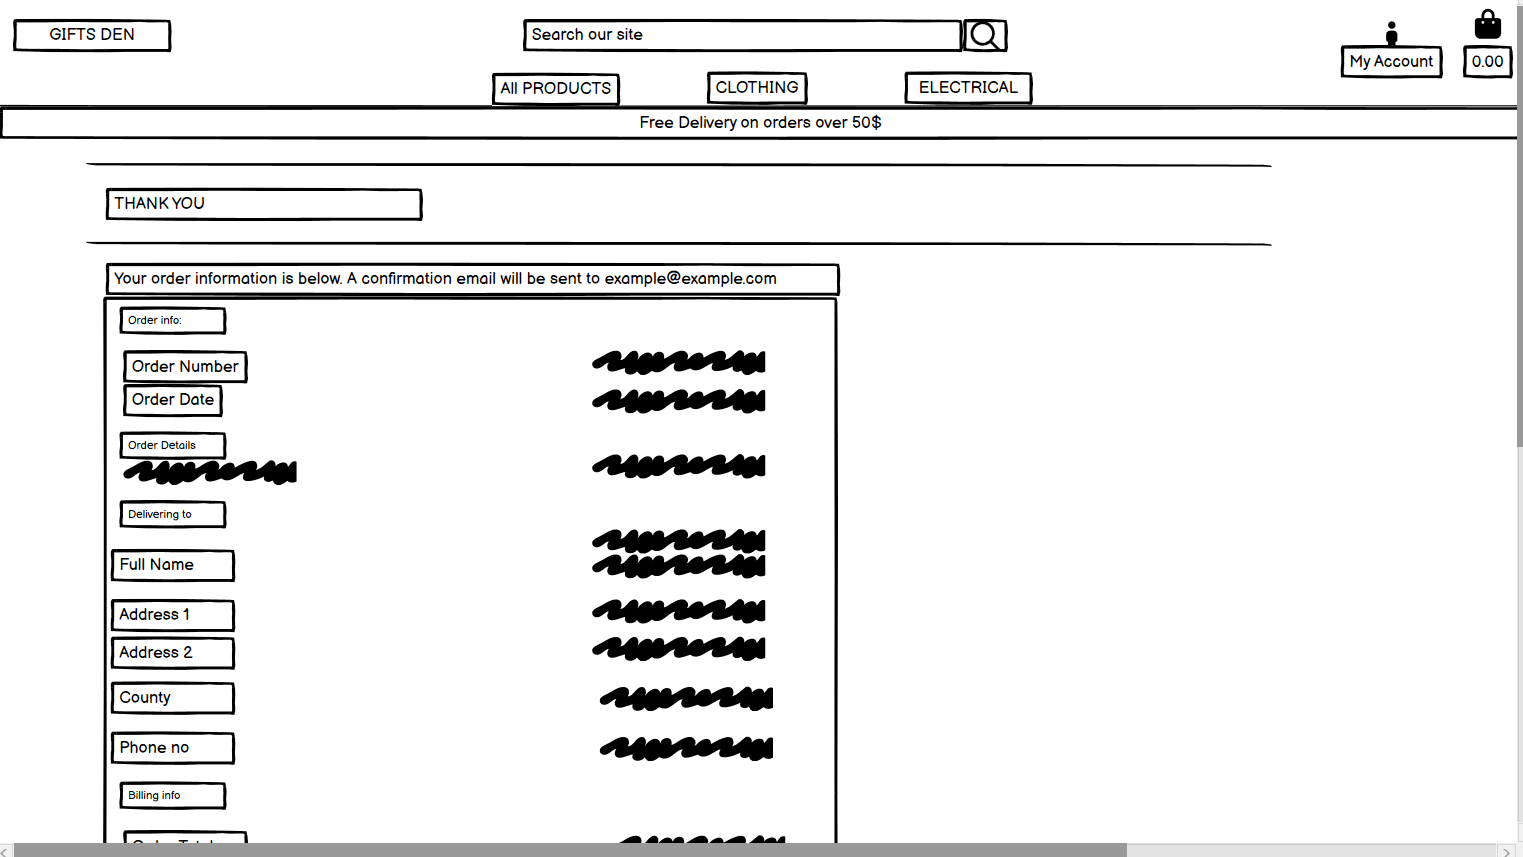 GIFTS DEN
Search our site
My Account
0.00
All PRODUCTS
CLOTHING
ELECTRICAL
Free Delivery on orders over 50$
THANK YOU
Your order information is below. A confirmation email will be sent to example@example.com
Order info:
Order Number
Order Date
Order Details
Delivering to
Full Name
Address 1
Address 2
County
Phone no
Billing info